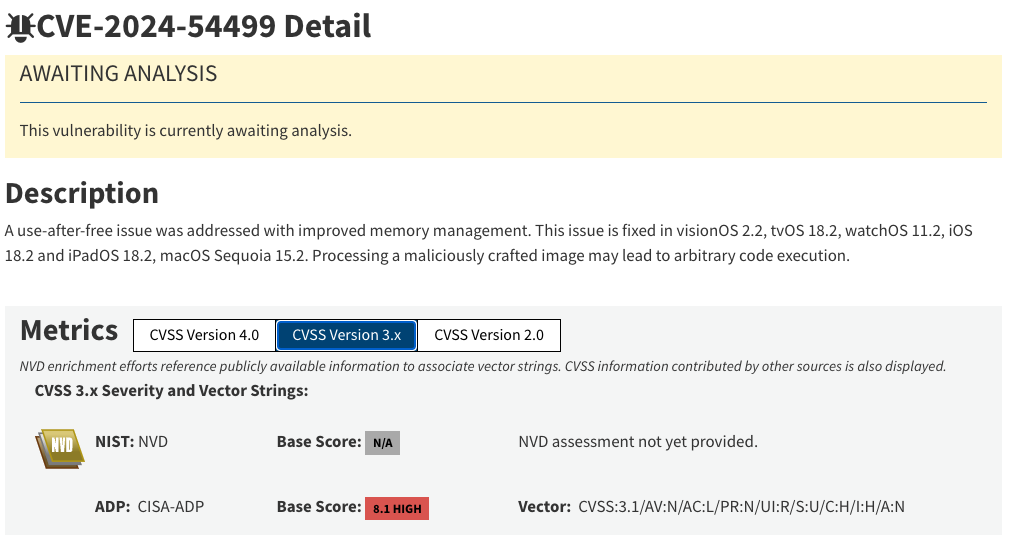 CVE-2024-54499 Detail
AWAITING ANALYSIS
This vulnerability is currently awaiting analysis.
Description
A use-after-free issue was addressed with improved memory management. This issue is fixed in visionOS 2.2, tvOS 18.2, watchOS 11.2, iOS
18.2 and iPadOS 18.2, macOS Sequoia 15.2. Processing a maliciously crafted image may lead to arbitrary code execution.
Metrics CVSS Version 4.0 CVSS Version 3.x CVSS Version 2.0
NVD enrichment efforts reference publicly available information to associate vector strings. CVSS information contributed by other sources is also displayed.
CVSS 3.x Severity and Vector Strings:
NVD NIST: NVD Base Score: N/A NVD assessment not yet provided.
ADP: CISA-ADP Base Score: 8.1 HIGH Vector: CVSS:3.1/AV:N/AC:L/PR:N/UI:R/S:U/C:H/I:H/A:N